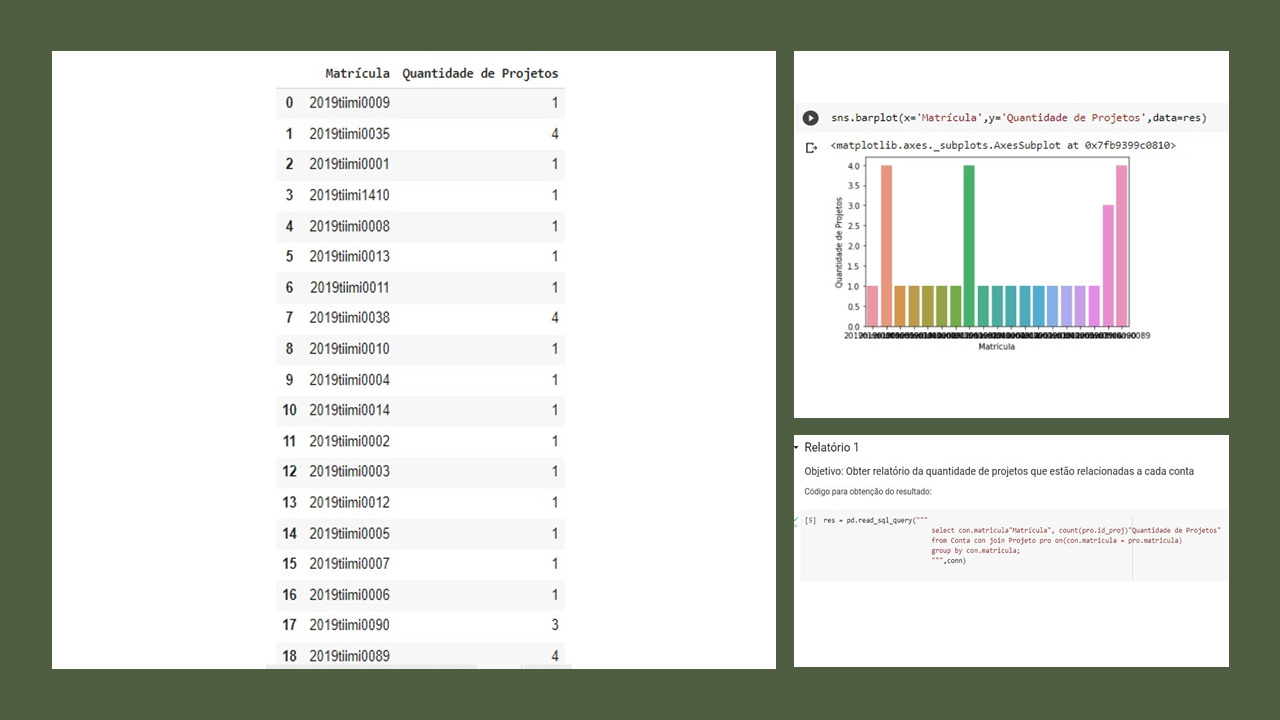 Matrícula Quantidade de Projetos
0 2019tiimi0009 1
1 2019tiimi0035 4
2 2019tiimi0001 1
3 2019tiimi1410 1
4 2019tiimi0008 1
5 2019tiimi0013 1
6 2019tiimi0011 1
7 2019tiimi0038 4
8 2019tiimi0010 1
9 2019tiimi0004 1
10 2019tiimi0014 1
11 2019tiimi0002 1
12 2019tiimi0003 1
13 2019tiimi0012 1
14 2019tiimi0005 1
15 2019tiimi0007 1
16 2019tiimi0006 1
17 2019tiimi0090 3
18 2019tiimi0089 4
sns.barplot(x='Matrícula',y='Quantidade de Projetos',data=res)
<matplotlib.axes._subplots.AxesSubplot at 0x7fb9399c0810>
Quantidade de Projetos
4.0
3.5
3.0
2.5
2.0
1.5
1.0
0.5
0.0
Matrícula
Relatório 1
Objetivo: Obter relatório da quantidade de projetos que estão relacionadas a cada conta
Código para obtenção do resultado:
[5] res = pd.read_sql_query("""
select con.matricula"Matrícula", count(pro.id_proj)"Quantidade de Projetos"
from Conta con join Projeto pro on(con.matricula = pro.matricula)
group by con.matricula;
""",conn)